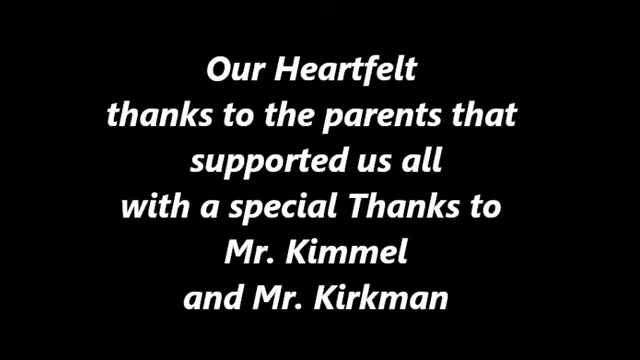 Our Heartfelt
thanks to the parents that
supported us all
with a special Thanks to
Mr. Kimmel
and Mr. Kirkman